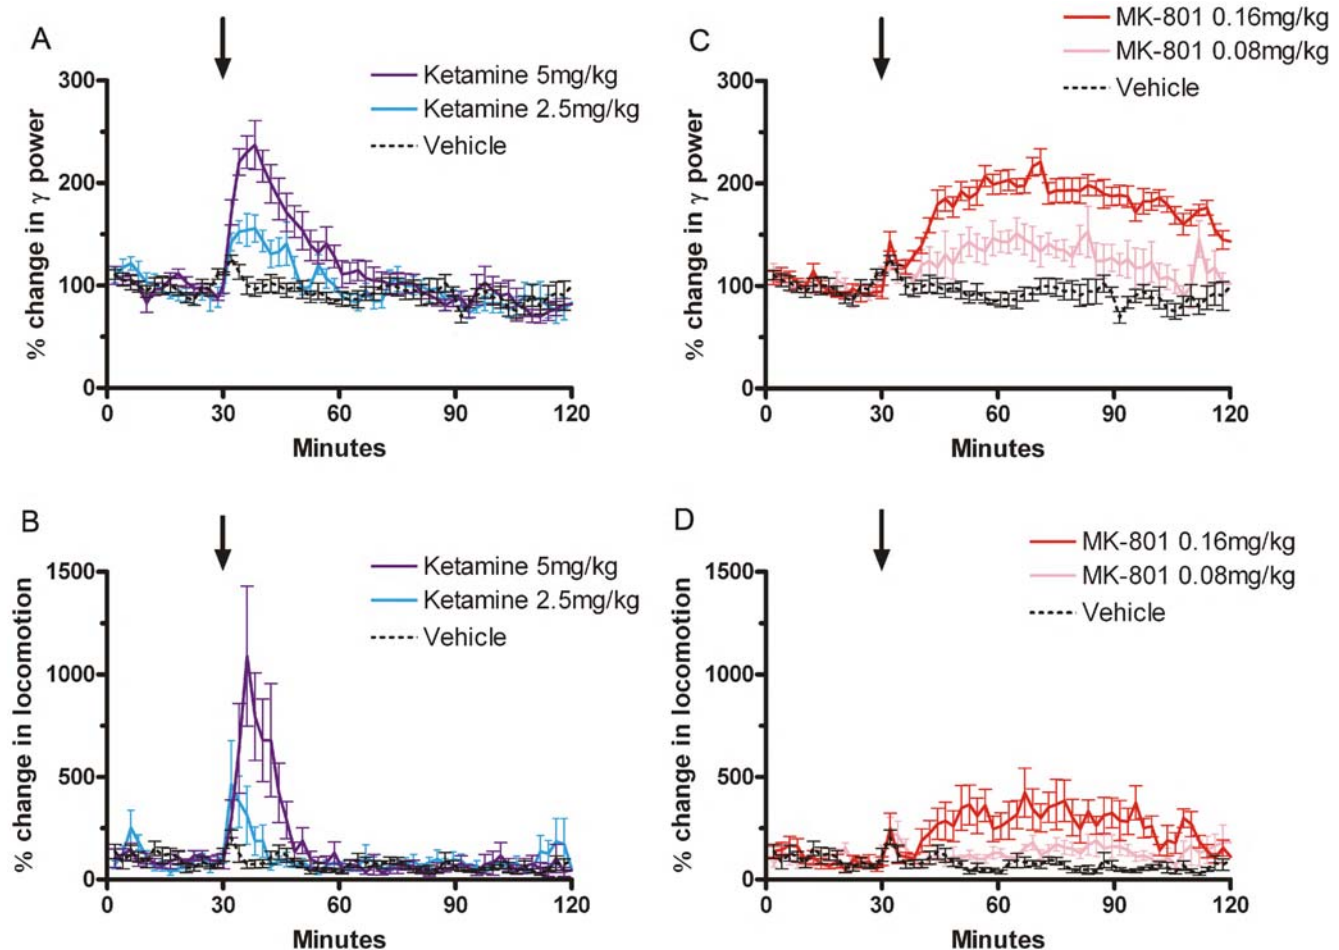 A
Ketamine 5mg/kg
Ketamine 2.5mg/kg
Vehicle
% change in γ power
300
200
100
0
0 30 60 90 120
Minutes
C
MK-801 0.16mg/kg
MK-801 0.08mg/kg
Vehicle
% change in γ power
300
200
100
0
0 30 60 90 120
Minutes
B
Ketamine 5mg/kg
Ketamine 2.5mg/kg
Vehicle
% change in locomotion
1500
1000
500
0
0 30 60 90 120
Minutes
D
MK-801 0.16mg/kg
MK-801 0.08mg/kg
Vehicle
% change in locomotion
1500
1000
500
0
0 30 60 90 120
Minutes